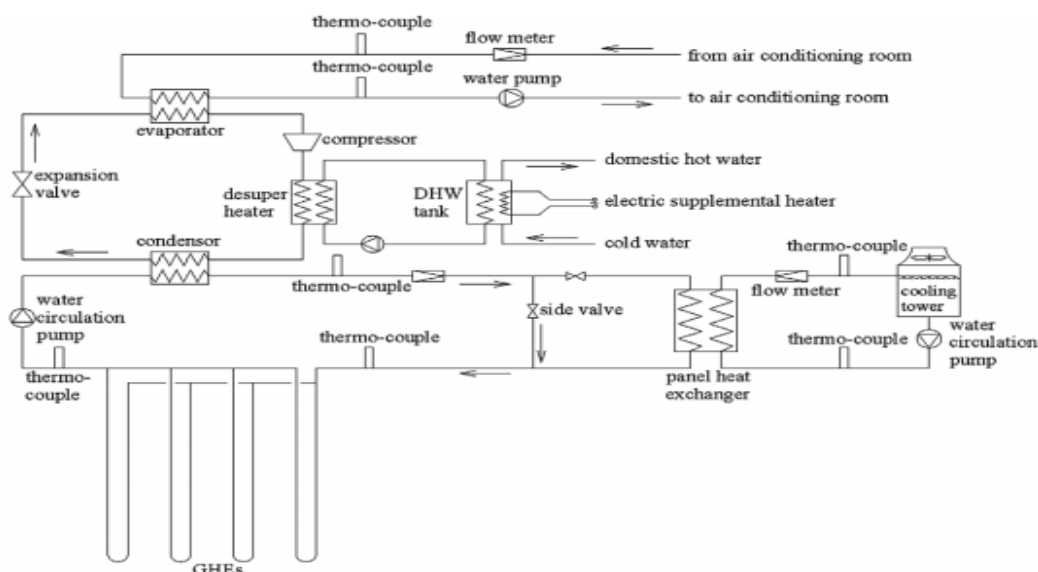 thermo-couple
flow meter
from air conditioning room
thermo-couple
water pump
to air conditioning room
evaporator
compressor
expansion
valve
desuper
heater
DHW
tank
domestic hot water
electric supplemental heater
cold water
condensor
thermo-couple
thermo-couple
flow meter
cooling
tower
water
circulation
pump
side valve
thermo-couple
thermo-couple
water
circulation
pump
thermo-
couple
panel heat
exchanger
GHEs